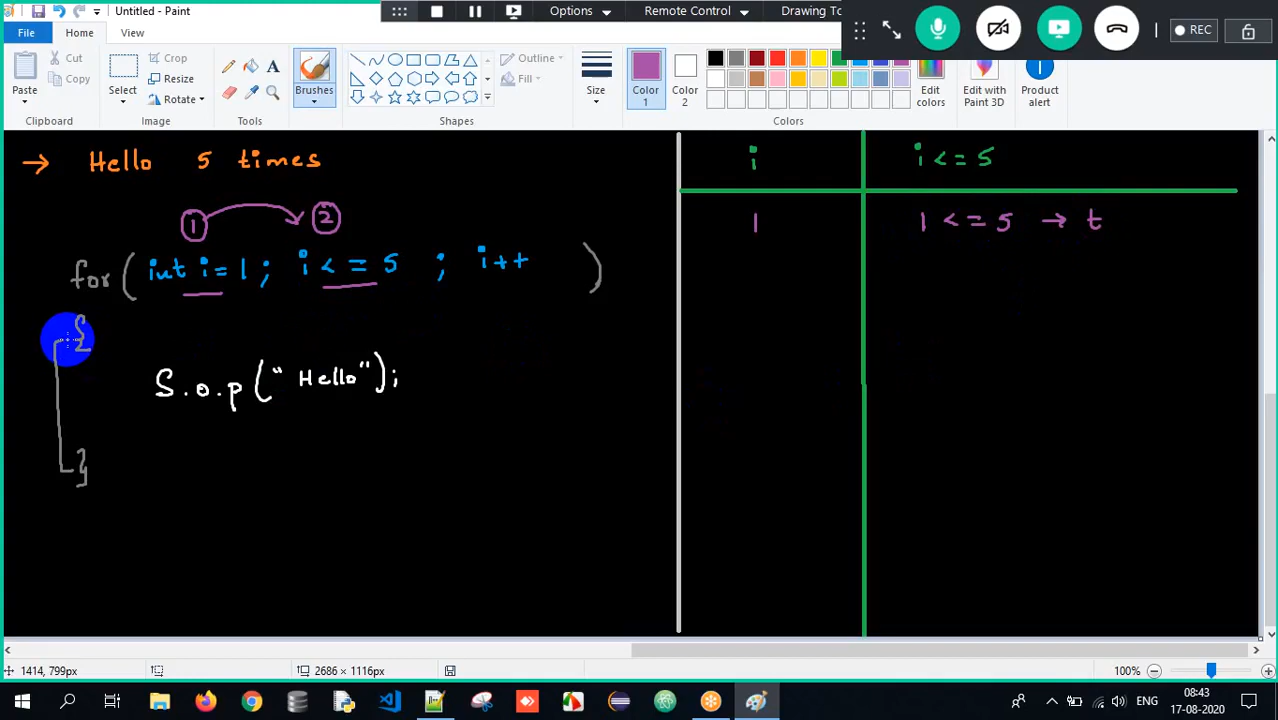 Untitled - Paint
Options
Remote Control
Drawing To
REC
File
Home
View
Paste
Cut
Copy
Clipboard
Select
Crop
Resize
Rotate
Image
A
Tools
Brushes
Outline
Fill
Shapes
Size
Color 1
Color 2
Colors
Edit colors
Edit with Paint 3D
Product alert
→ Hello 5 times
i
i <= 5
① ②
1
1 <= 5 → t
for ( int i=1; i <= 5 ; i++ )
{
S.o.p (" Hello");
}
1414, 799px
2686 × 1116px
100%
ENG
08:43
17-08-2020